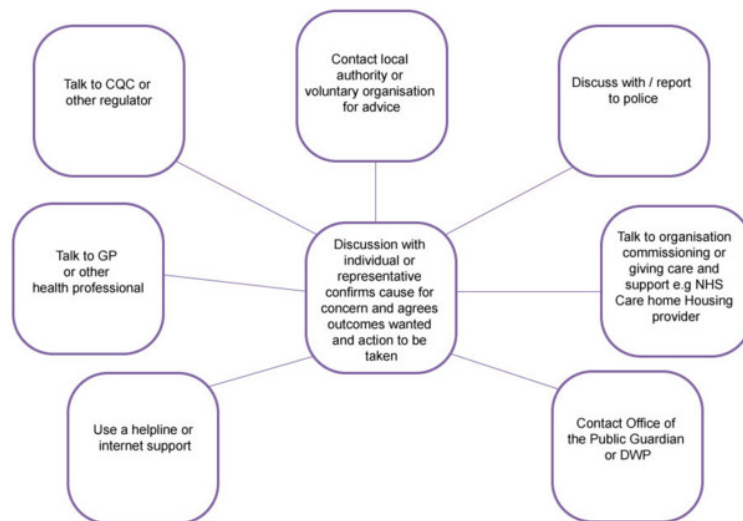 Contact local
authority or
voluntary organisation
for advice
Talk to CQC or
other regulator
Discuss with / report
to police
Talk to GP
or other
health professional
Discussion with
individual or
representative
confirms cause for
concern and agrees
outcomes wanted
and action to be
taken
Talk to organisation
commissioning or
giving care and
support e.g NHS
Care home Housing
provider
Use a helpline or
internet support
Contact Office of
the Public Guardian
or DWP